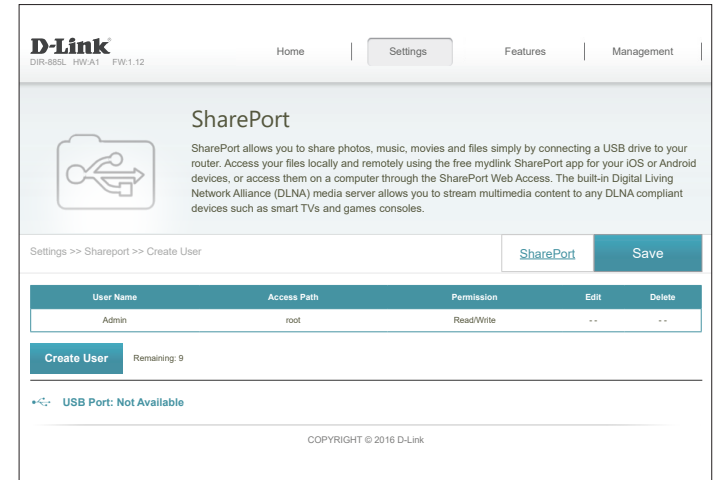 D-Link
DIR-885L HW:A1 FW:1.12
Home
Settings
Features
Management
SharePort
SharePort allows you to share photos, music, movies and files simply by connecting a USB drive to your
router. Access your files locally and remotely using the free mydlink SharePort app for your iOS or Android
devices, or access them on a computer through the SharePort Web Access. The built-in Digital Living
Network Alliance (DLNA) media server allows you to stream multimedia content to any DLNA compliant
devices such as smart TVs and games consoles.
Settings >> Shareport >> Create User
SharePort
Save
User Name Access Path Permission Edit Delete
Admin root Read/Write - - - -
Create User Remaining: 9
USB Port: Not Available
COPYRIGHT © 2016 D-Link